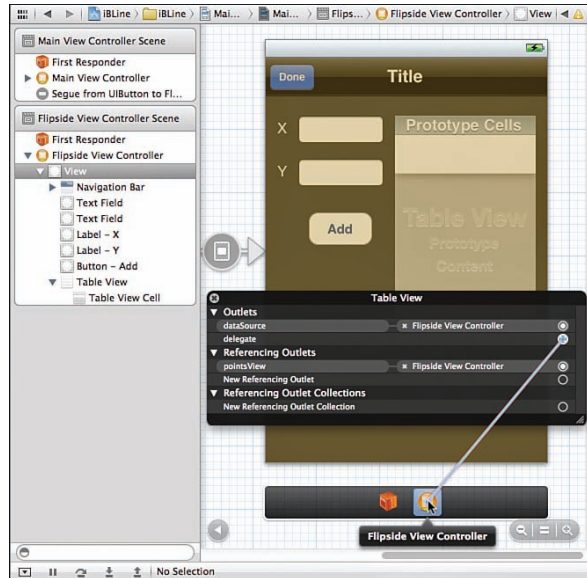 iBLine
iBLine
Mai...
Mai...
Flips...
Flipside View Controller
View
Main View Controller Scene
First Responder
Main View Controller
Segue from UIButton to Fl...
Flipside View Controller Scene
First Responder
Flipside View Controller
View
Navigation Bar
Text Field
Text Field
Label – X
Label – Y
Button – Add
Table View
Table View Cell
Done
Title
X
Y
Add
Prototype Cells
Table View
Prototype
Content
Table View
Outlets
dataSource
Flipside View Controller
delegate
Referencing Outlets
pointsView
Flipside View Controller
New Referencing Outlet
Referencing Outlet Collections
New Referencing Outlet Collection
Flipside View Controller
No Selection